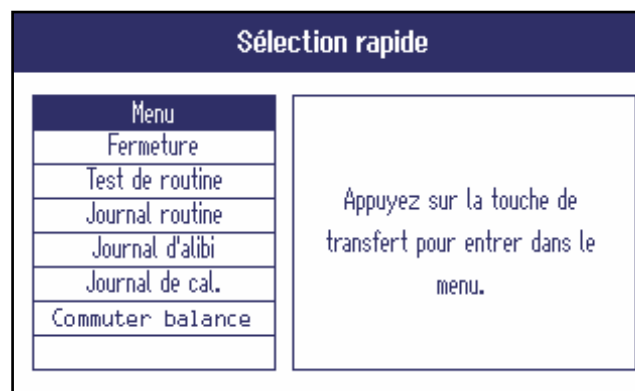 Sélection rapide
Menu
Fermeture
Test de routine
Journal routine
Journal d'alibi
Journal de cal.
Commuter balance
Appuyez sur la touche de
transfert pour entrer dans le
menu.